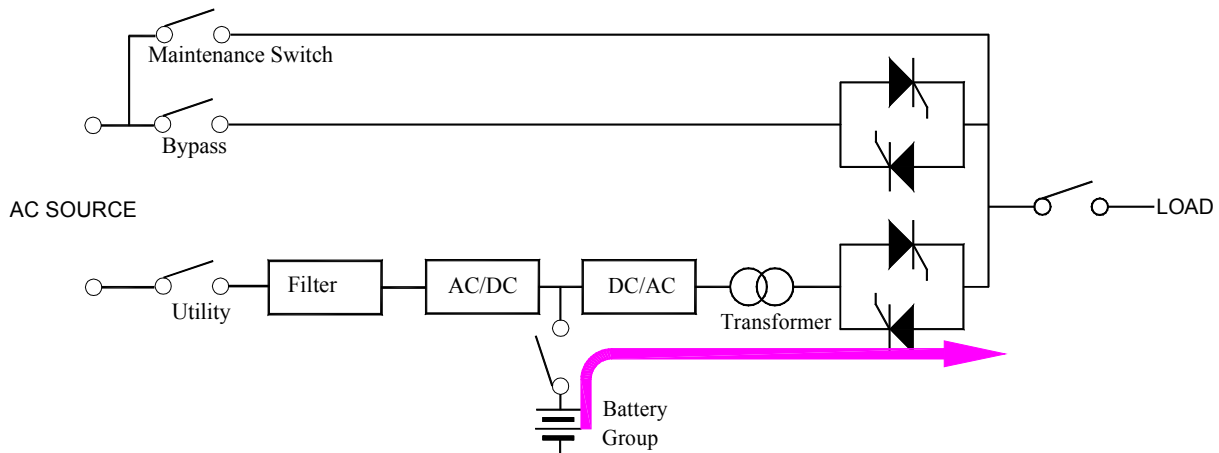 Maintenance Switch
Bypass
AC SOURCE
LOAD
Utility
Filter
AC/DC
DC/AC
Transformer
Battery
Group